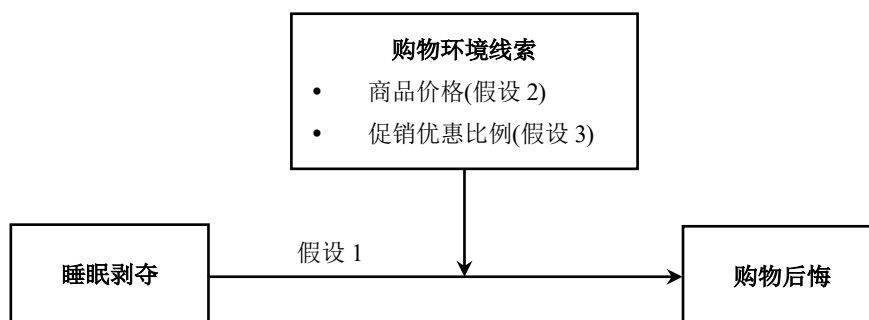 购物环境线索
• 商品价格(假设 2)
• 促销优惠比例(假设 3)
假设 1
睡眠剥夺
购物后悔